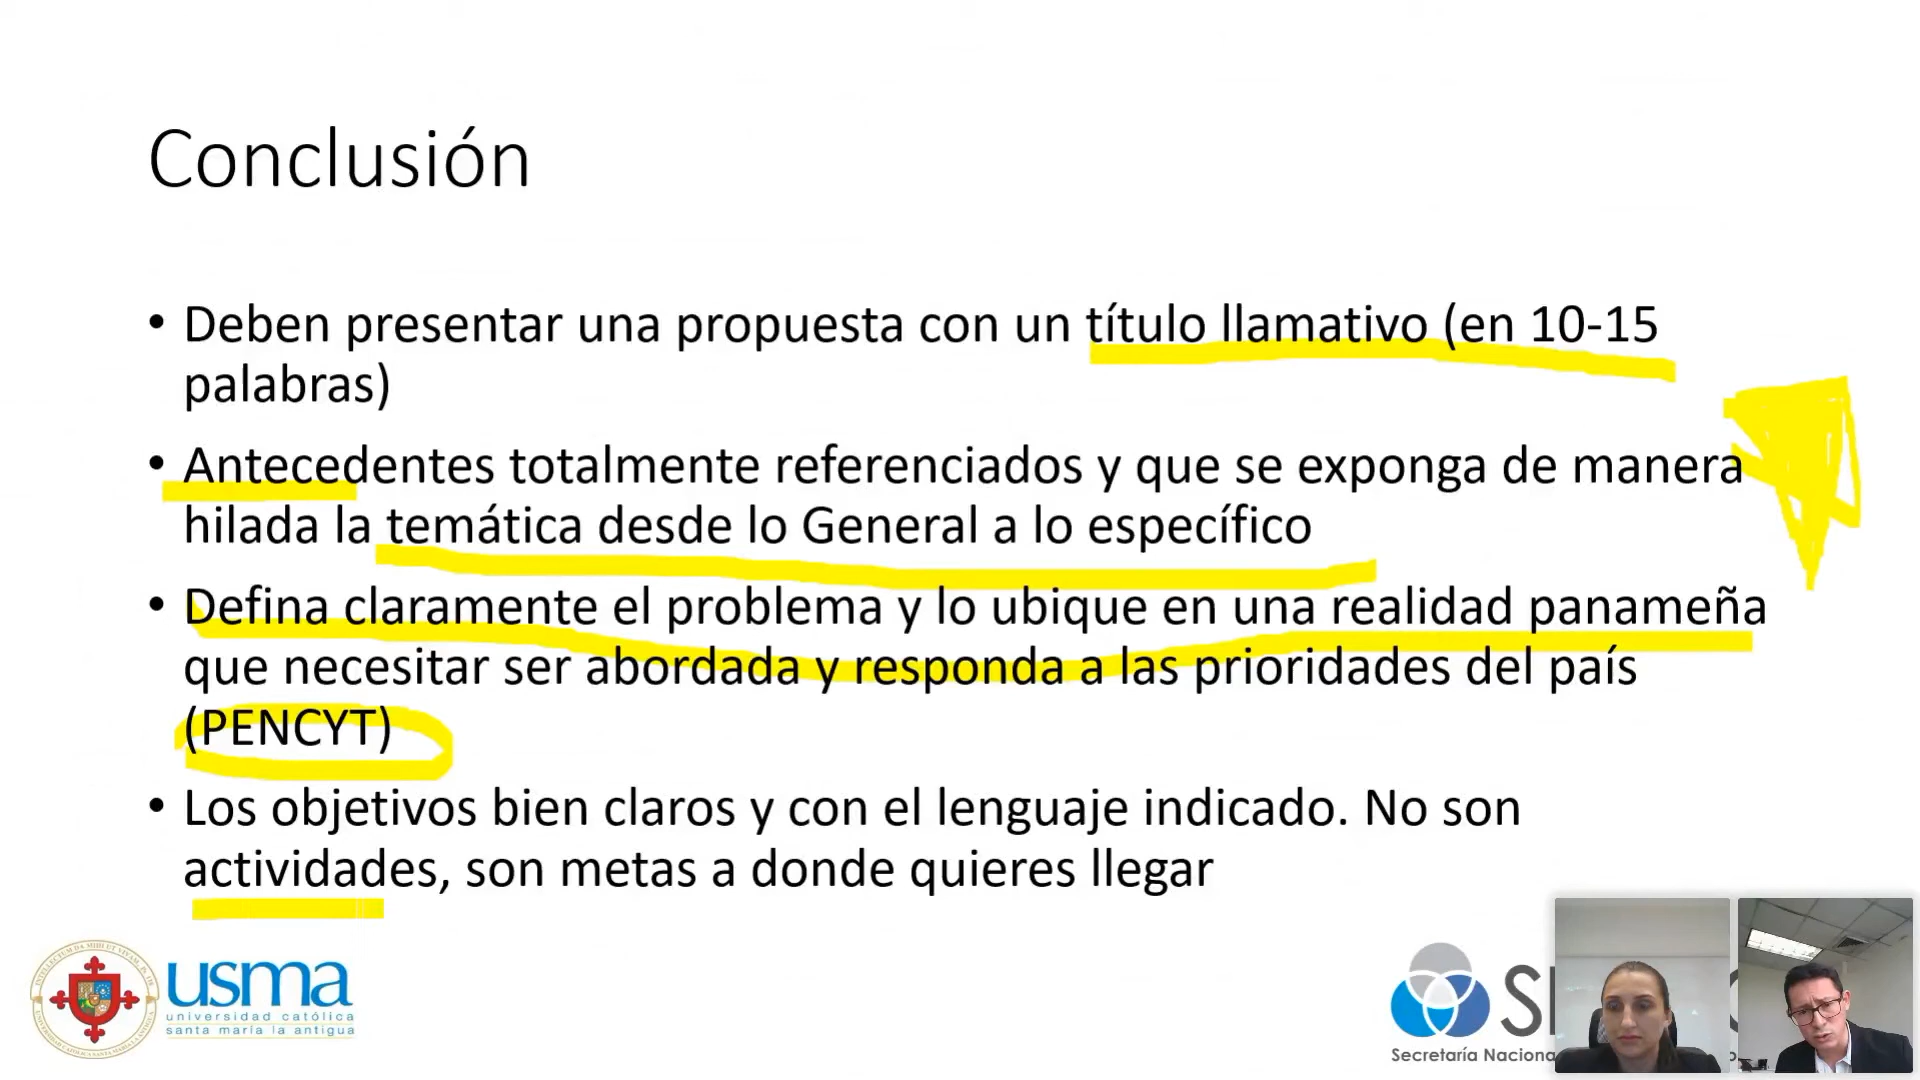 Conclusión
• Deben presentar una propuesta con un título llamativo (en 10-15
palabras)
• Antecedentes totalmente referenciados y que se exponga de manera
hilada la temática desde lo General a lo específico
• Defina claramente el problema y lo ubique en una realidad panameña
que necesitar ser abordada y responda a las prioridades del país
(PENCYT)
• Los objetivos bien claros y con el lenguaje indicado. No son
actividades, son metas a donde quieres llegar
usma
universidad católica
santa maría la antigua
Secretaría Naciona